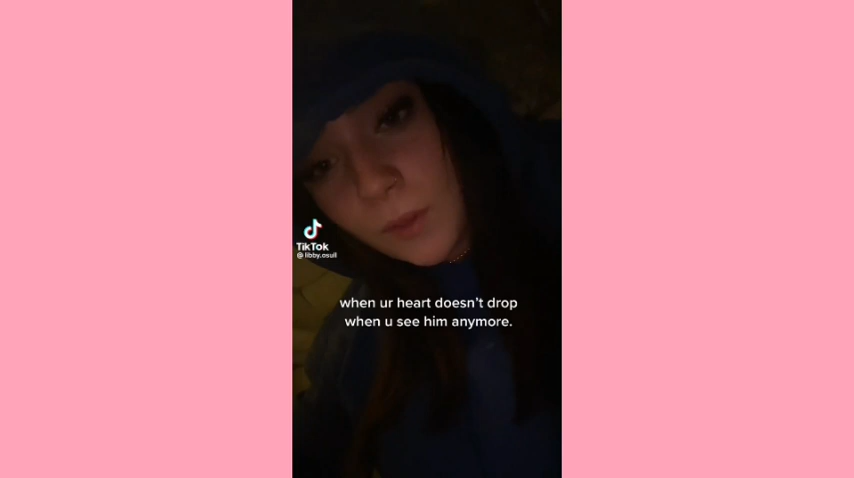 TikTok
@ libby.osull
when ur heart doesn't drop
when u see him anymore.